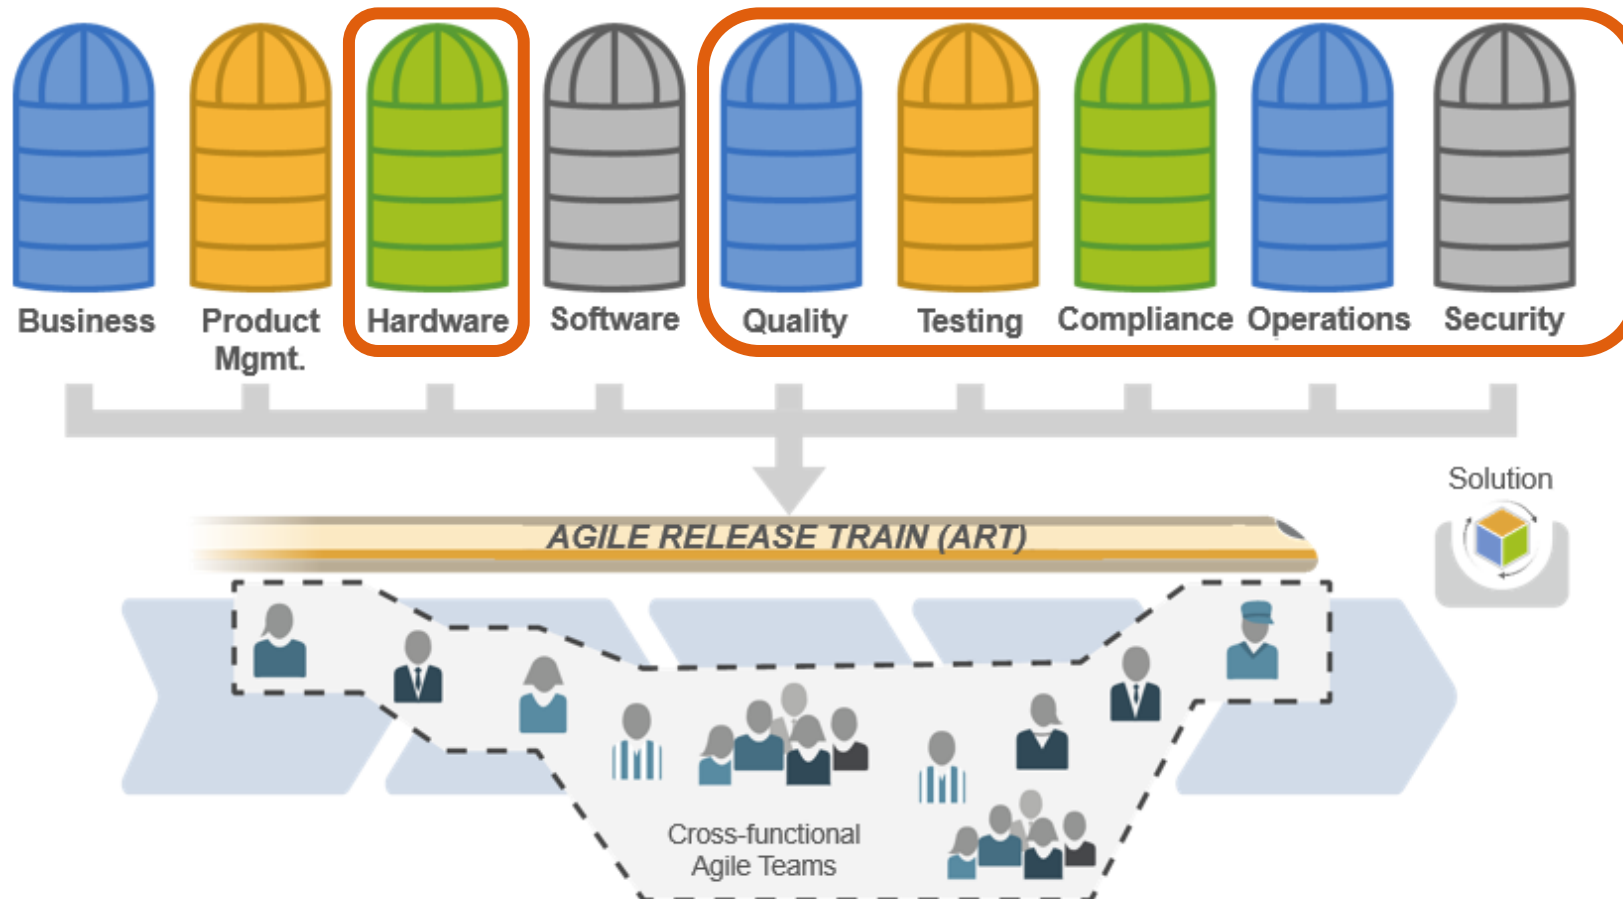 Business
Product
Mgmt.
Hardware
Software
Quality
Testing
Compliance
Operations
Security
Solution
AGILE RELEASE TRAIN (ART)
Cross-functional
Agile Teams